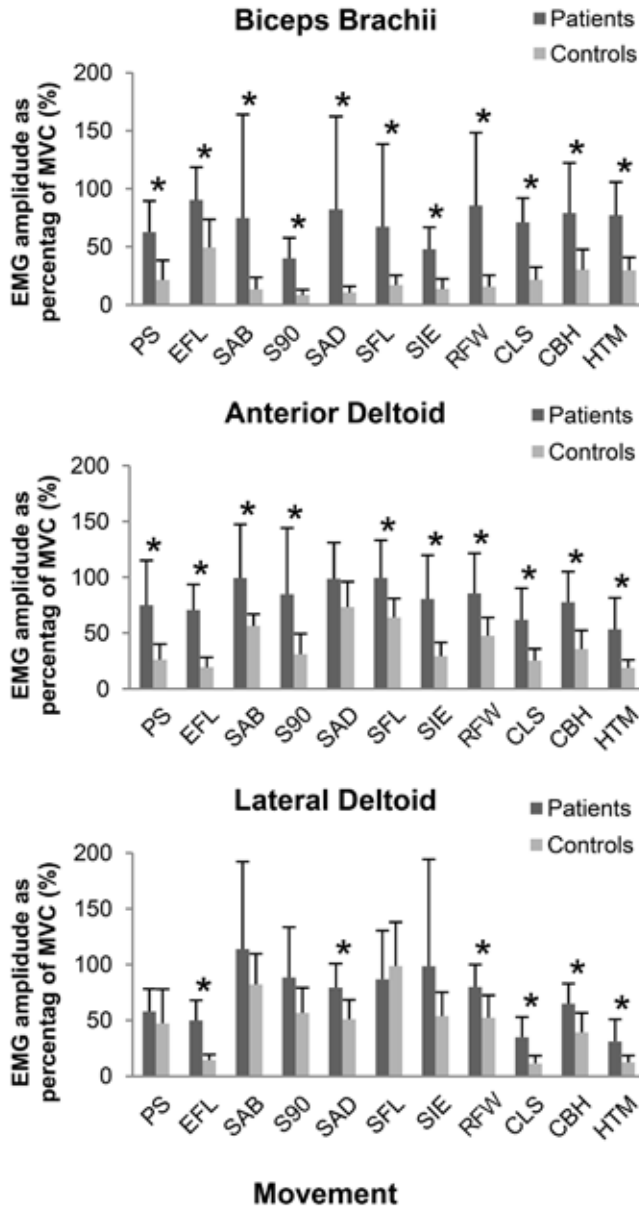 Biceps Brachii
Patients
Controls
EMG amplidude as
percentag of MVC (%)
200
150
100
50
0
* * * * * * * * * * *
PS EFL SAB S90 SAD SFL SIE RFW CLS CBH HTM
Anterior Deltoid
Patients
Controls
EMG amplidude as
percentag of MVC (%)
200
150
100
50
0
* * * * * * * * * *
PS EFL SAB S90 SAD SFL SIE RFW CLS CBH HTM
Lateral Deltoid
Patients
Controls
EMG amplidude as
percentag of MVC (%)
200
150
100
50
0
* * * * * *
PS EFL SAB S90 SAD SFL SIE RFW CLS CBH HTM
Movement